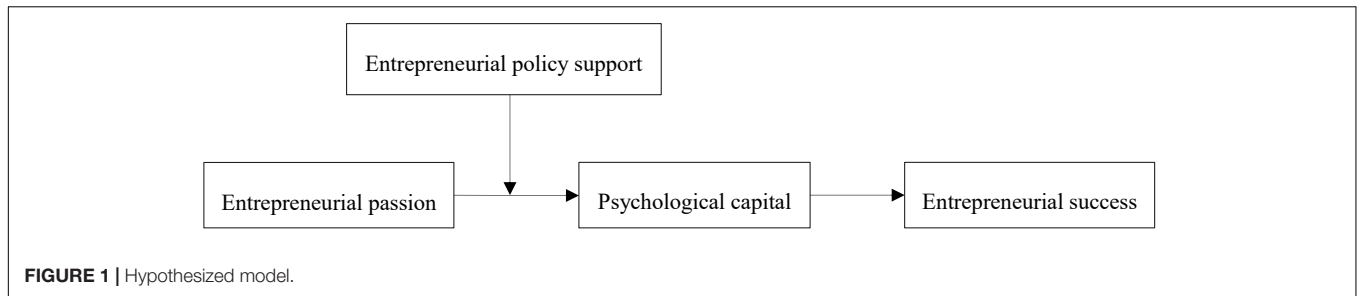 Entrepreneurial policy support
Entrepreneurial passion
Psychological capital
Entrepreneurial success
FIGURE 1 | Hypothesized model.